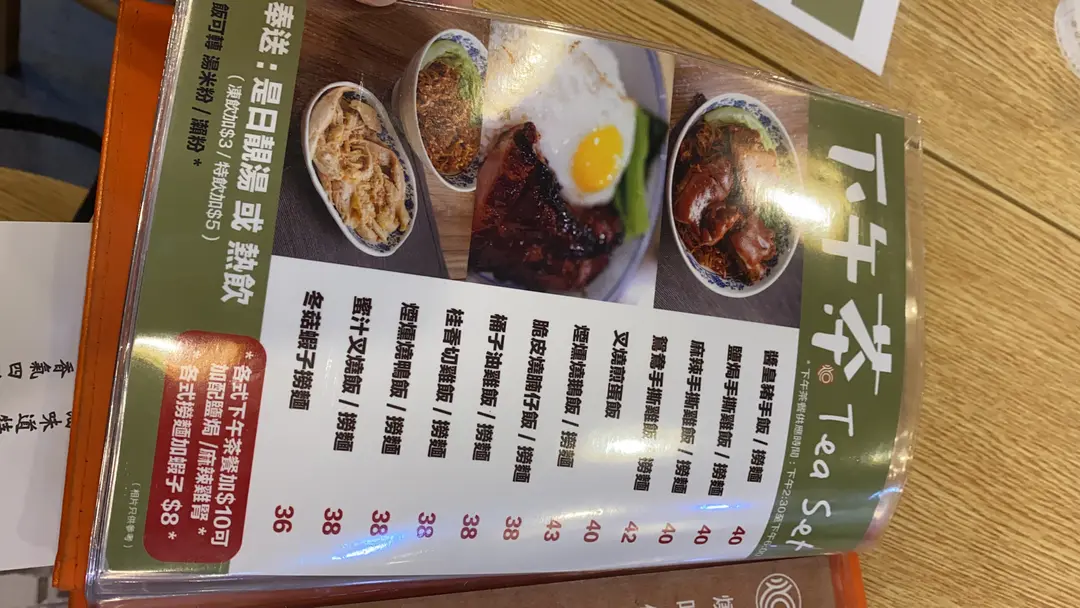 下午茶 Tea Set
*下午茶餐供應時間：下午2:30至下午
醬皇豬手飯 / 撈麵 40
鹽焗手撕雞飯 / 撈麵 40
麻辣手撕雞飯 / 撈麵 40
鴛鴦手撕雞飯 / 撈麵 42
叉燒煎蛋飯 40
煙燻燒鵝飯 / 撈麵 43
脆皮燒腩仔飯 / 撈麵 38
桶子油雞飯 / 撈麵 38
桂香切雞飯 / 撈麵 38
煙燻燒鴨飯 / 撈麵 38
蜜汁叉燒飯 / 撈麵 38
冬菇蝦子撈麵 36
奉送：是日靚湯 或 熱飲
（凍飲加$3 / 特飲加$5）
飯可轉 湯米粉 / 瀨粉 *
*各式下午茶餐加$10可
加配鹽焗 / 麻辣雞腎 *
各式撈麵加蝦子 $8 *
（相片只供參考）
香氣四
味道